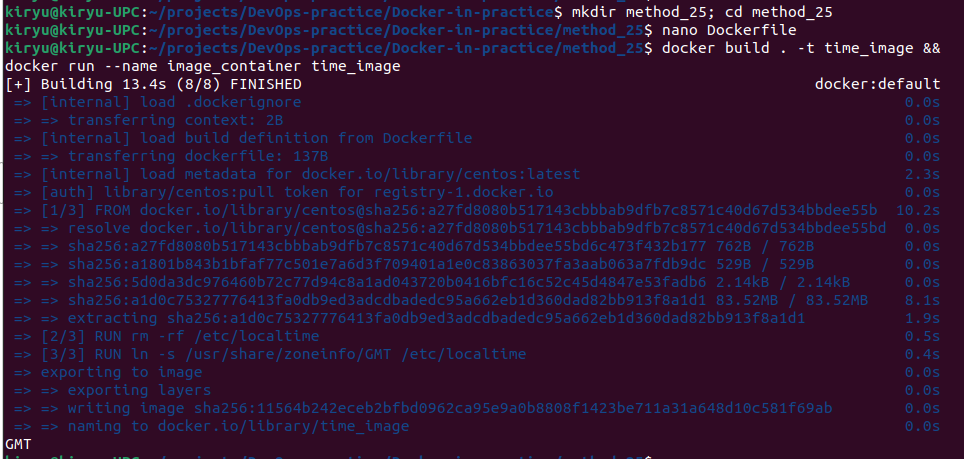 kiryu@kiryu-UPC:~/projects/DevOps-practice/Docker-in-practice$ mkdir method_25; cd method_25
kiryu@kiryu-UPC:~/projects/DevOps-practice/Docker-in-practice/method_25$ nano Dockerfile
kiryu@kiryu-UPC:~/projects/DevOps-practice/Docker-in-practice/method_25$ docker build . -t time_image &&
docker run --name image_container time_image
[+] Building 13.4s (8/8) FINISHED docker:default
=> [internal] load .dockerignore 0.0s
=> => transferring context: 2B 0.0s
=> [internal] load build definition from Dockerfile 0.0s
=> => transferring dockerfile: 137B 0.0s
=> [internal] load metadata for docker.io/library/centos:latest 2.3s
=> [auth] library/centos:pull token for registry-1.docker.io 0.0s
=> [1/3] FROM docker.io/library/centos@sha256:a27fd8080b517143cbbbab9dfb7c8571c40d67d534bbdee55b 10.2s
=> => resolve docker.io/library/centos@sha256:a27fd8080b517143cbbbab9dfb7c8571c40d67d534bbdee55bd 0.0s
=> => sha256:a27fd8080b517143cbbbab9dfb7c8571c40d67d534bbdee55bd6c473f432b177 762B / 762B 0.0s
=> => sha256:a1801b843b1bfaf77c501e7a6d3f709401a1e0c83863037fa3aab063a7fdb9dc 529B / 529B 0.0s
=> => sha256:5d0da3dc976460b72c77d94c8a1ad043720b0416bfc16c52c45d4847e53fadb6 2.14kB / 2.14kB 0.0s
=> => sha256:a1d0c75327776413fa0db9ed3adcdbadedc95a662eb1d360dad82bb913f8a1d1 83.52MB / 83.52MB 8.1s
=> => extracting sha256:a1d0c75327776413fa0db9ed3adcdbadedc95a662eb1d360dad82bb913f8a1d1 1.9s
=> [2/3] RUN rm -rf /etc/localtime 0.5s
=> [3/3] RUN ln -s /usr/share/zoneinfo/GMT /etc/localtime 0.4s
=> exporting to image 0.0s
=> => exporting layers 0.0s
=> => writing image sha256:11564b242eceb2bfbd0962ca95e9a0b8808f1423be711a31a648d10c581f69ab 0.0s
=> => naming to docker.io/library/time_image 0.0s
GMT
kiryu@kiryu-UPC:~/projects/DevOps-practice/Docker-in-practice/method_25$